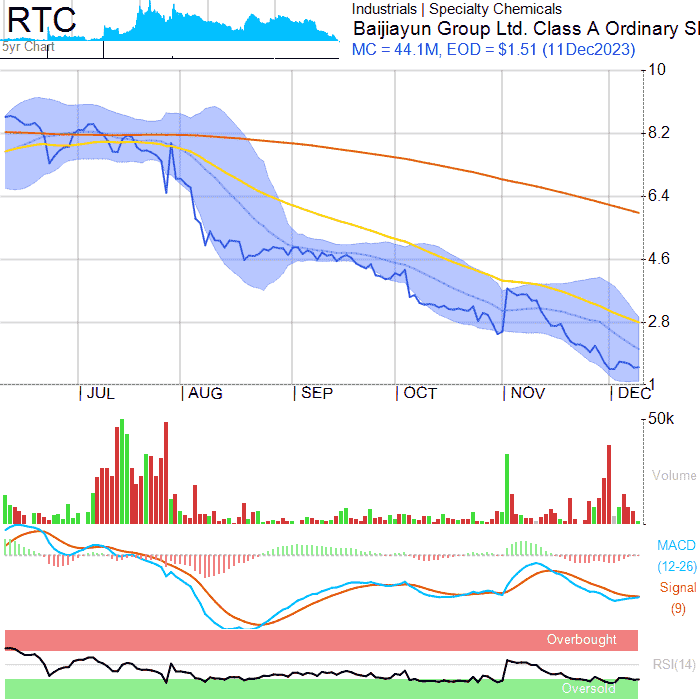 RTC
5yr Chart
Industrials | Specialty Chemicals
Baijiayun Group Ltd. Class A Ordinary
MC = 44.1M, EOD = $1.51 (11Dec2023)
10
8.2
6.4
4.6
2.8
1
JUL AUG SEP OCT NOV DEC
50k
Volume
MACD
(12-26)
Signal
(9)
Overbought
RSI(14)
Oversold